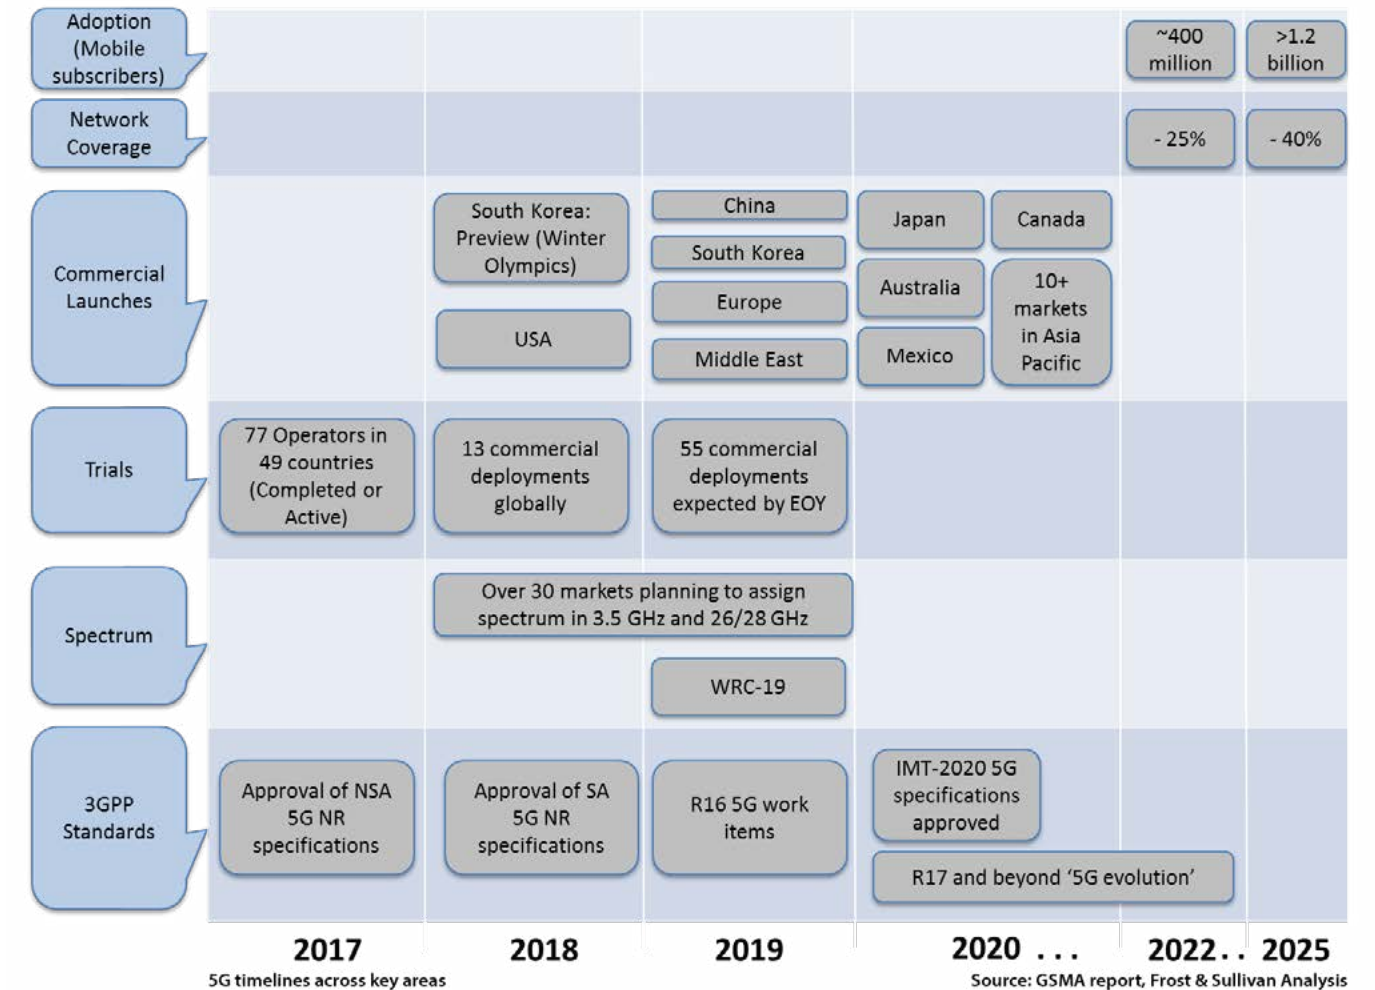 Adoption
(Mobile
subscribers)
~400
million
>1.2
billion
Network
Coverage
- 25%
- 40%
Commercial
Launches
South Korea:
Preview (Winter
Olympics)
USA
China
South Korea
Europe
Middle East
Japan
Canada
Australia
10+
markets
in Asia
Pacific
Mexico
Trials
77 Operators in
49 countries
(Completed or
Active)
13 commercial
deployments
globally
55 commercial
deployments
expected by EOY
Spectrum
Over 30 markets planning to assign
spectrum in 3.5 GHz and 26/28 GHz
WRC-19
3GPP
Standards
Approval of NSA
5G NR
specifications
Approval of SA
5G NR
specifications
R16 5G work
items
IMT-2020 5G
specifications
approved
R17 and beyond ‘5G evolution’
2017
2018
2019
2020 ...
2022..
2025
5G timelines across key areas
Source: GSMA report, Frost & Sullivan Analysis